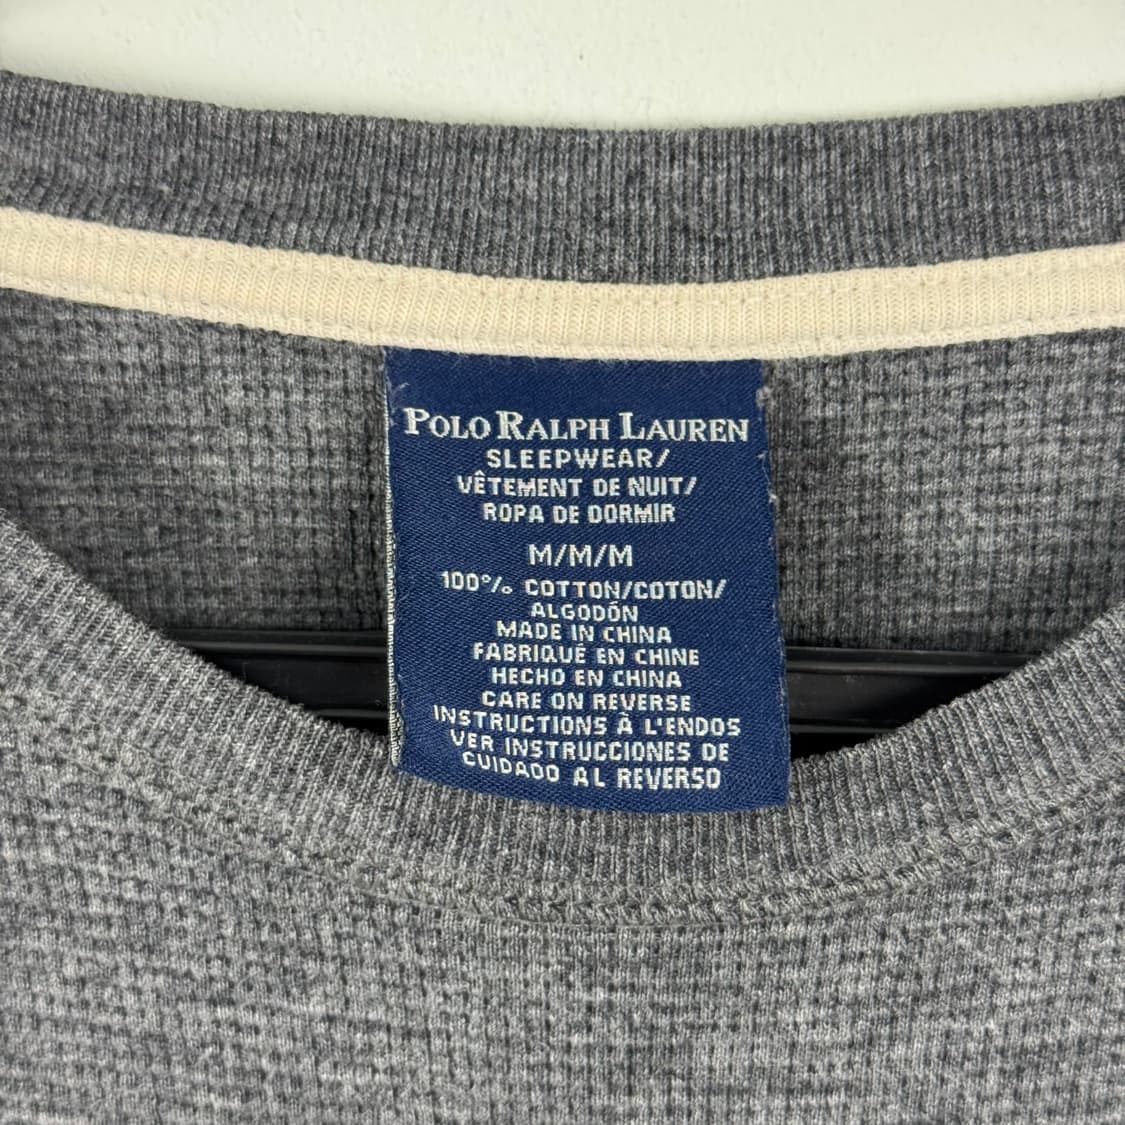 POLO RALPH LAUREN
SLEEPWEAR/
VÊTEMENT DE NUIT/
ROPA DE DORMIR
M/M/M
100% COTTON/COTON/
ALGODÓN
MADE IN CHINA
FABRIQUÉ EN CHINE
HECHO EN CHINA
CARE ON REVERSE
INSTRUCTIONS À L'ENDOS
VER INSTRUCCIONES DE
CUIDADO AL REVERSO